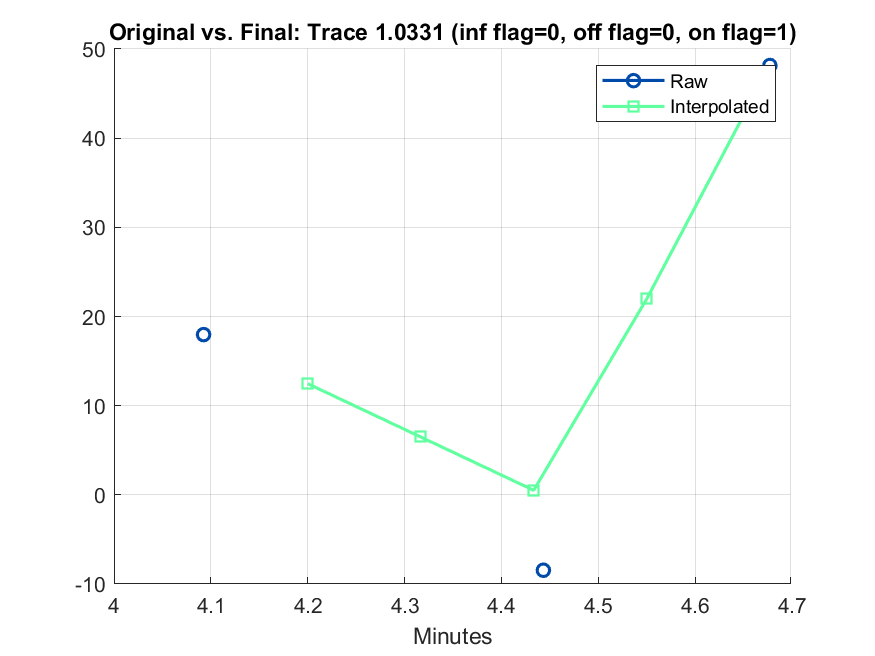 Original vs. Final: Trace 1.0331 (inf flag=0, off flag=0, on flag=1)
50
40
30
20
10
0
-10
Raw
Interpolated
4 4.1 4.2 4.3 4.4 4.5 4.6 4.7
Minutes